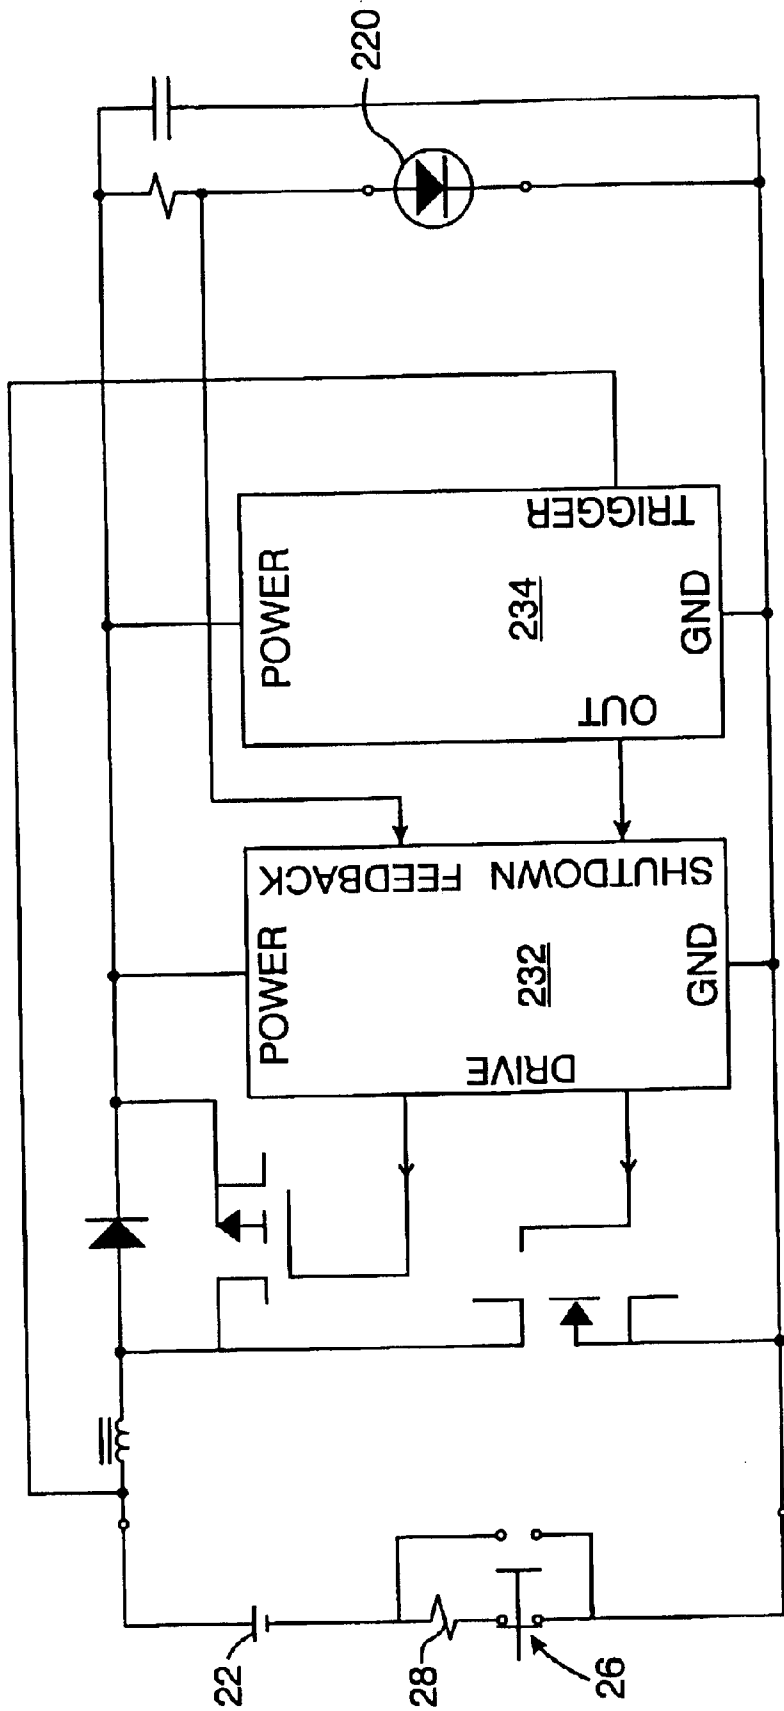 220
POWER
TRIGGER
234
OUT
GND
POWER
FEEDBACK
SHUTDOWN
232
DRIVE
GND
22
28
26